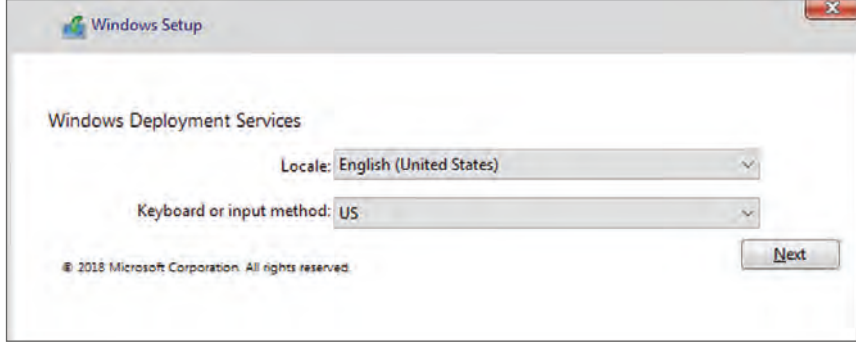 Windows Setup
Windows Deployment Services
Locale: English (United States)
Keyboard or input method: US
Next
© 2018 Microsoft Corporation. All rights reserved.